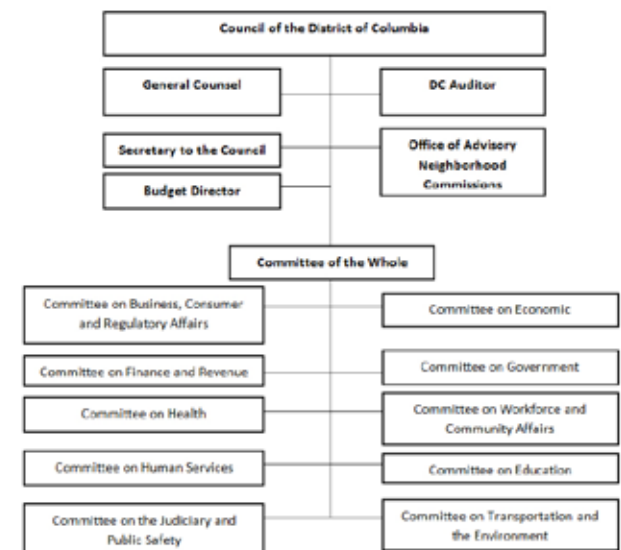 Council of the District of Columbia
General Counsel
DC Auditor
Secretary to the Council
Office of Advisory
Neighborhood
Commissions
Budget Director
Committee of the Whole
Committee on Business, Consumer
and Regulatory Affairs
Committee on Economic
Committee on Finance and Revenue
Committee on Government
Committee on Health
Committee on Workforce and
Community Affairs
Committee on Human Services
Committee on Education
Committee on the Judiciary and
Public Safety
Committee on Transportation and
the Environment